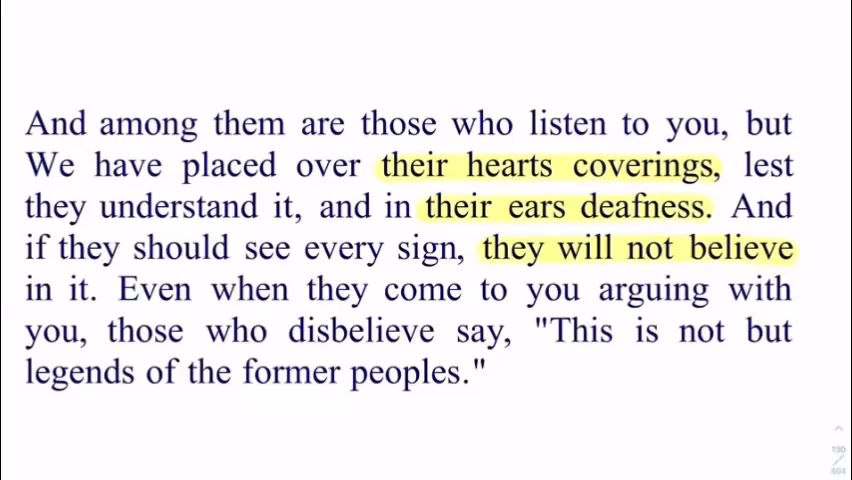 And among them are those who listen to you, but
We have placed over their hearts coverings, lest
they understand it, and in their ears deafness. And
if they should see every sign, they will not believe
in it. Even when they come to you arguing with
you, those who disbelieve say, "This is not but
legends of the former peoples."
130
604